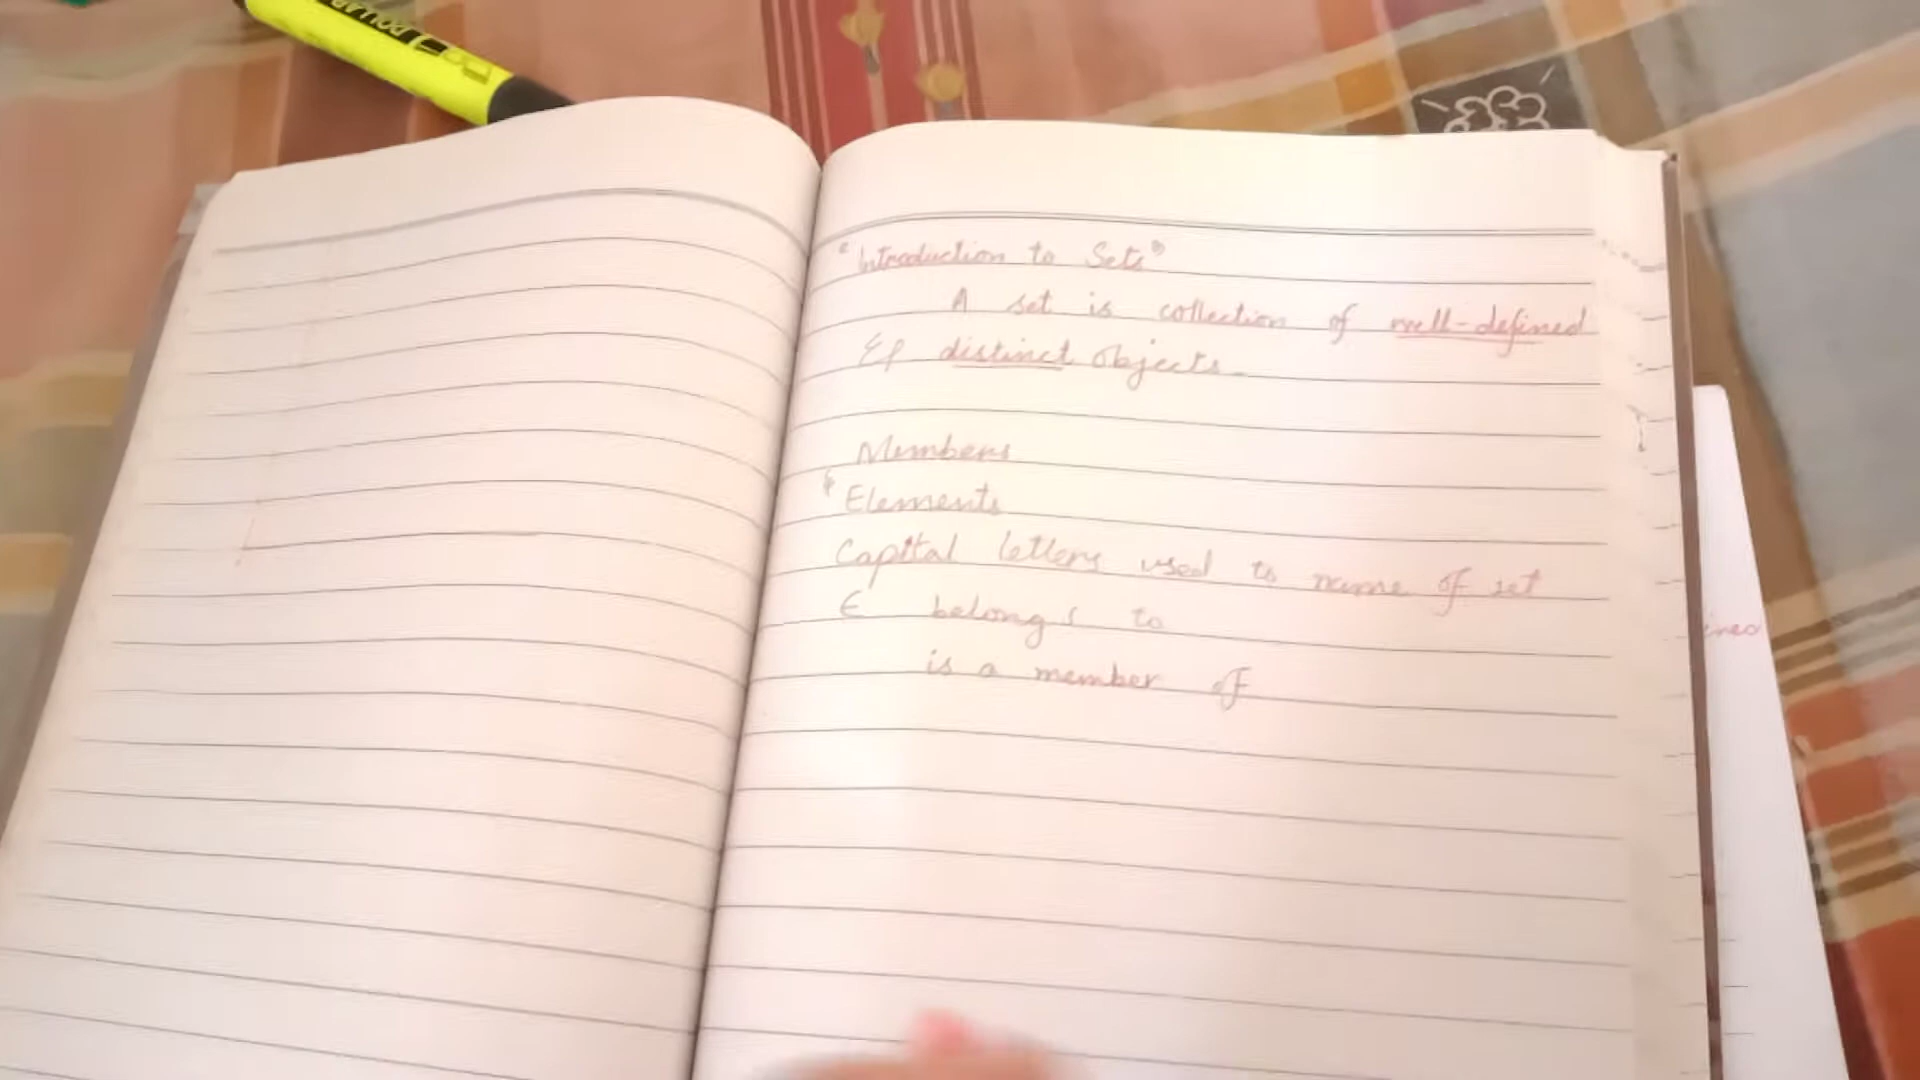 "Introduction to Sets"
A set is collection of well-defined
& distinct objects.
Members
Elements
Capital letters used to name of set
∈ belongs to
is a member of